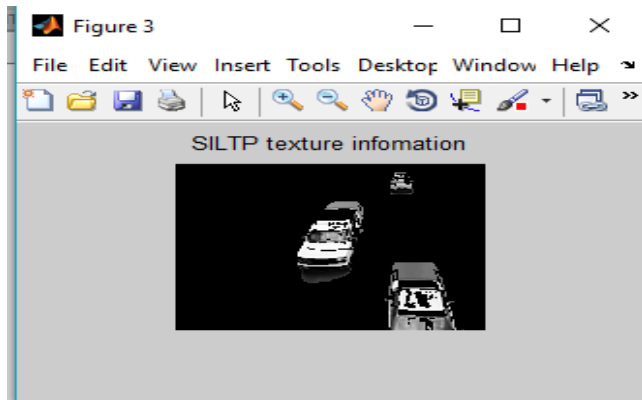 Figure 3
File Edit View Insert Tools Desktop Window Help
SILTP texture infomation